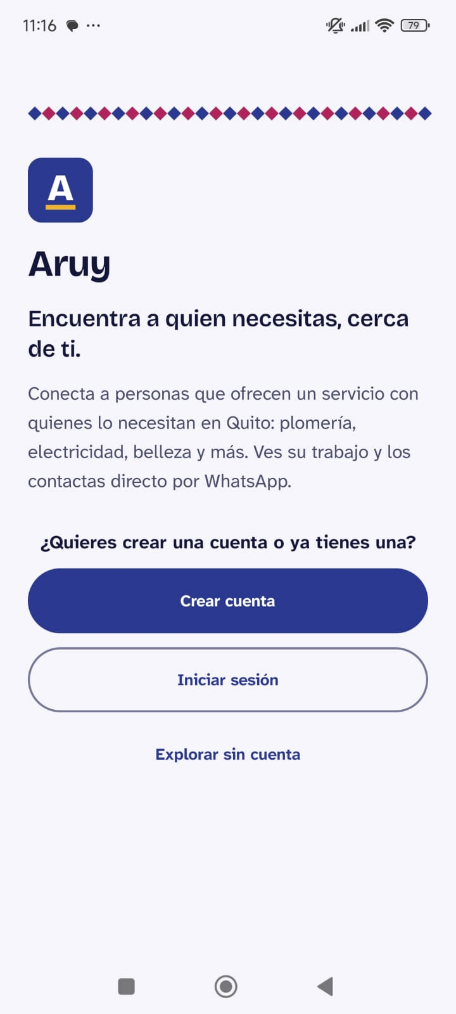 11:16
79
A
Aruy
Encuentra a quien necesitas, cerca
de ti.
Conecta a personas que ofrecen un servicio con
quienes lo necesitan en Quito: plomería,
electricidad, belleza y más. Ves su trabajo y los
contactas directo por WhatsApp.
¿Quieres crear una cuenta o ya tienes una?
Crear cuenta
Iniciar sesión
Explorar sin cuenta